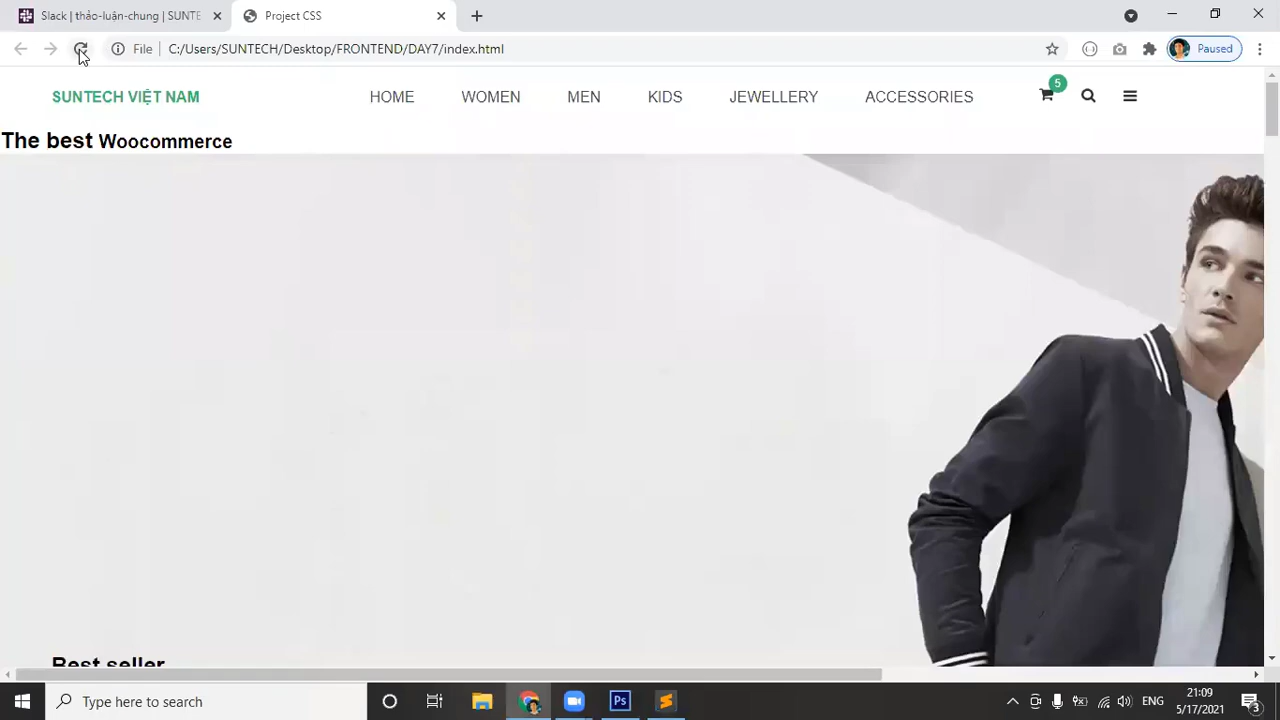 Slack | thảo-luận-chung | SUNTE
Project CSS
File
C:/Users/SUNTECH/Desktop/FRONTEND/DAY7/index.html
Paused
SUNTECH VIỆT NAM
HOME
WOMEN
MEN
KIDS
JEWELLERY
ACCESSORIES
5
The best Woocommerce
Best seller
Type here to search
Ps
ENG
21:09
5/17/2021
3